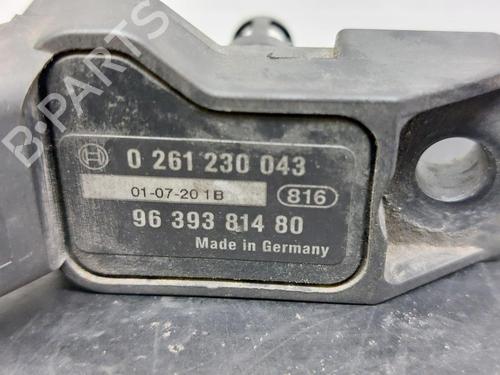 B-PARTS
0 261 230 043
01-07-20 1B 816
96 393 814 80
Made in Germany